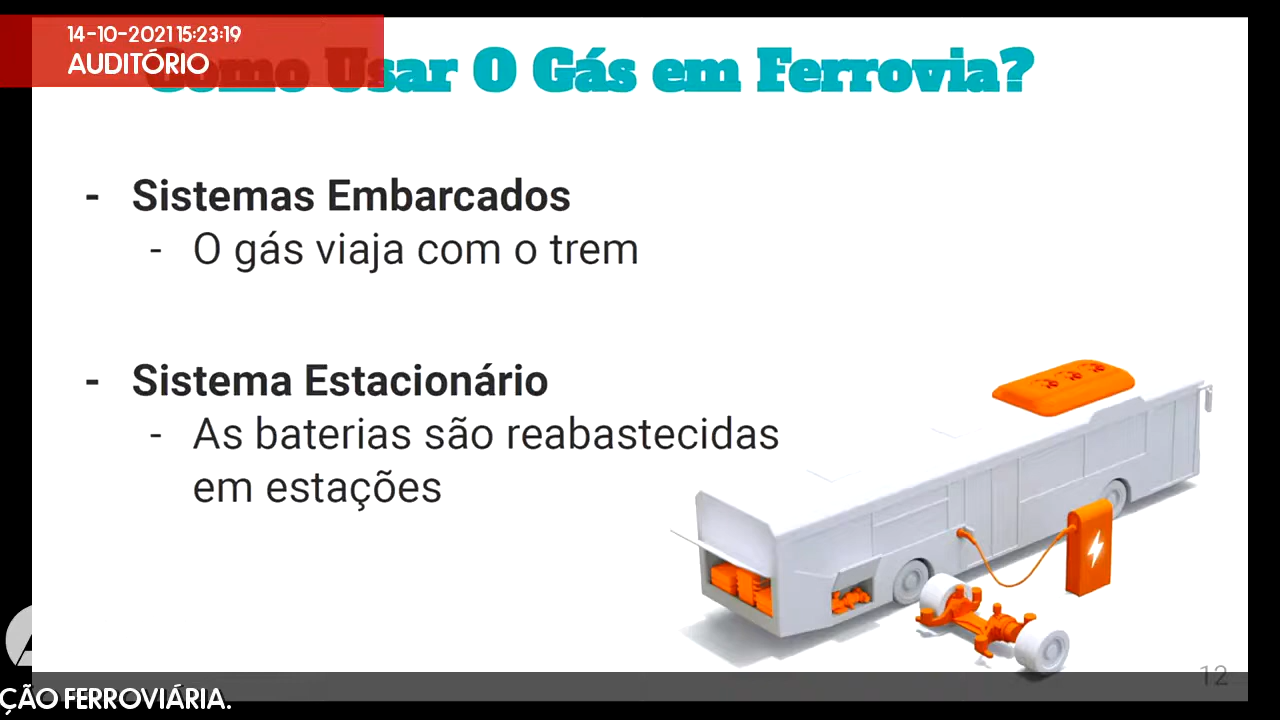 14-10-2021 15:23:19
AUDITÓRIO
Como Usar O Gás em Ferrovia?
- Sistemas Embarcados
- O gás viaja com o trem
- Sistema Estacionário
- As baterias são reabastecidas
em estações
12
ÇÃO FERROVIÁRIA.